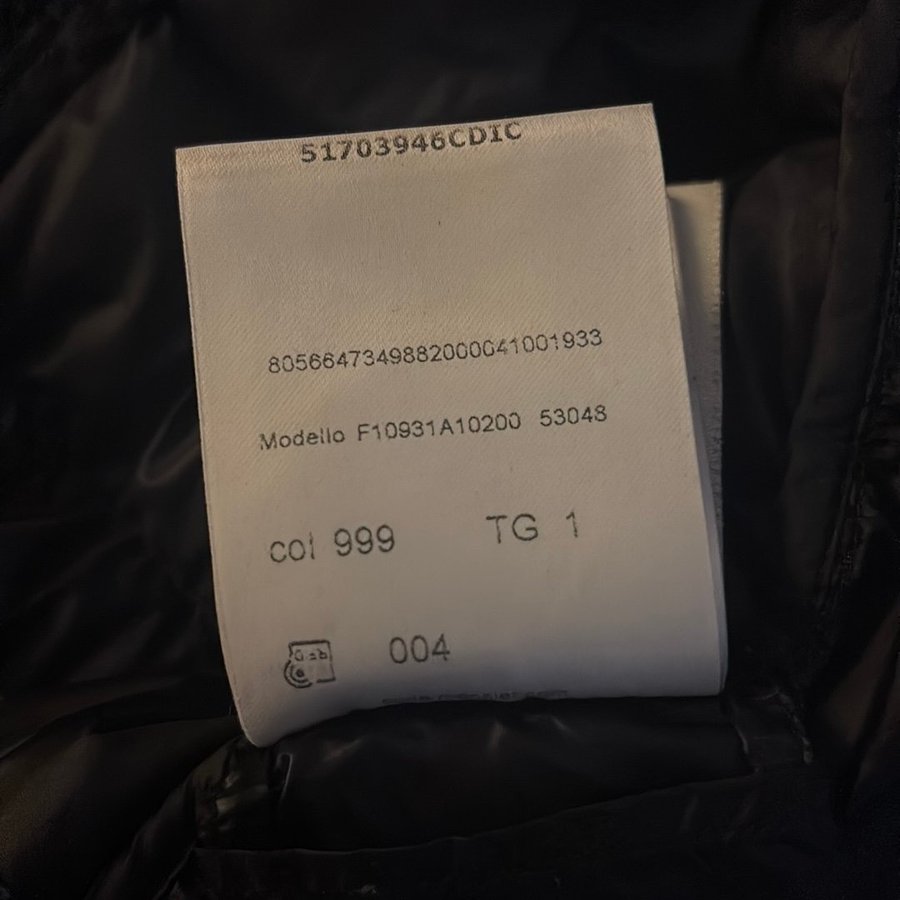 51703946CDIC
8056647349882000041001933
Modello F10931A10200 53048
col 999 TG 1
004